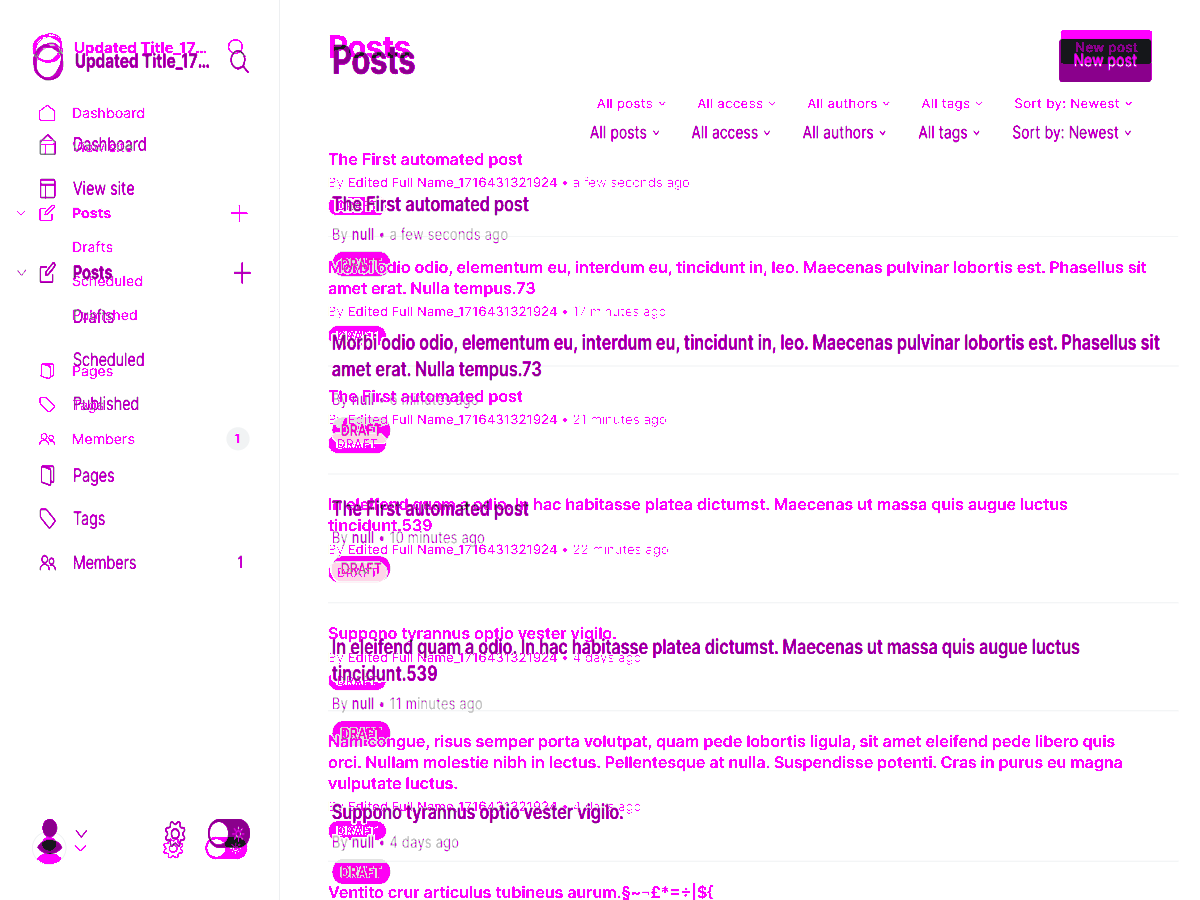 Updated Title_17...
Updated Title_17...
Dashboard
Dashboard
View site
View site
Posts
Drafts
Posts
Scheduled
Published
Drafts
Scheduled
Pages
Published
Tags
Members 1
Pages
Tags
Members 1
Posts
Posts
New post
New post
All posts All access All authors All tags Sort by: Newest
All posts All access All authors All tags Sort by: Newest
The First automated post
By Edited Full Name_1716431321924 • a few seconds ago
DRAFT
The First automated post
By null • a few seconds ago
DRAFT
Morbi odio odio, elementum eu, interdum eu, tincidunt in, leo. Maecenas pulvinar lobortis est. Phasellus sit
amet erat. Nulla tempus.73
By Edited Full Name_1716431321924 • 17 minutes ago
DRAFT
Morbi odio odio, elementum eu, interdum eu, tincidunt in, leo. Maecenas pulvinar lobortis est. Phasellus sit
amet erat. Nulla tempus.73
The First automated post
By null • minutes ago
By Edited Full Name_1716431321924 • 21 minutes ago
DRAFT
DRAFT
In eleifend quam a odio. In hac habitasse platea dictumst. Maecenas ut massa quis augue luctus
tincidunt.539
The First automated post
By null • 10 minutes ago
By Edited Full Name_1716431321924 • 22 minutes ago
DRAFT
DRAFT
Suppono tyrannus optio vester vigilo.
In eleifend quam a odio. In hac habitasse platea dictumst. Maecenas ut massa quis augue luctus
tincidunt.539
By Edited Full Name_1716431321924 • 4 days ago
DRAFT
By null • 11 minutes ago
DRAFT
Nam congue, risus semper porta volutpat, quam pede lobortis ligula, sit amet eleifend pede libero quis
orci. Nullam molestie nibh in lectus. Pellentesque at nulla. Suspendisse potenti. Cras in purus eu magna
vulputate luctus.
By Edited Full Name_1716431321924 • 4 days ago
Suppono tyrannus optio vester vigilo.
DRAFT
By null • 4 days ago
DRAFT
Ventito crur articulus tubineus aurum.§~¬£*=÷|${